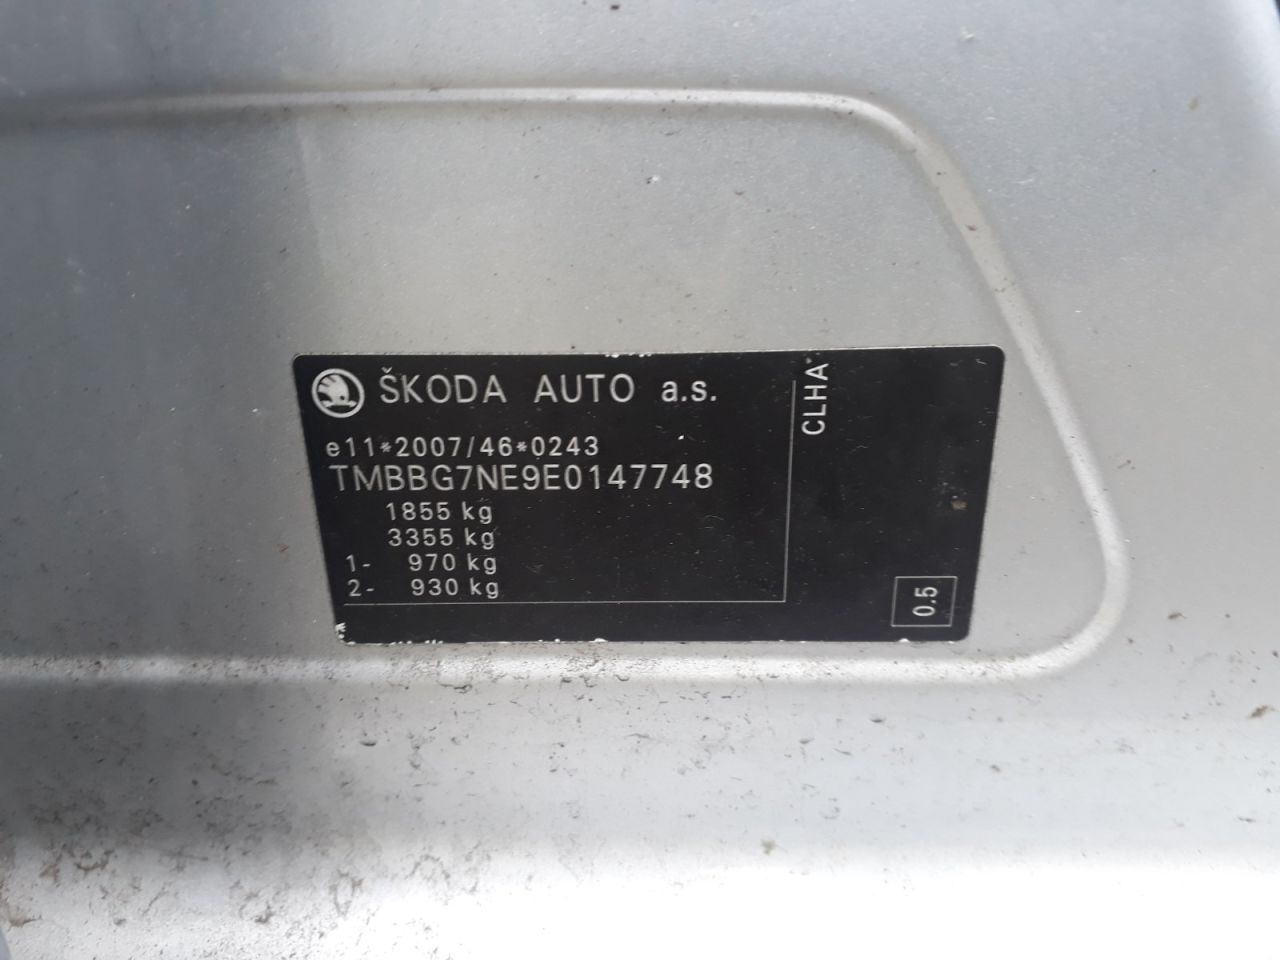 ŠKODA AUTO a.s.
e11*2007/46*0243
TMBBG7NE9E0147748
1855 kg
3355 kg
1- 970 kg
2- 930 kg
CLHA
0.5